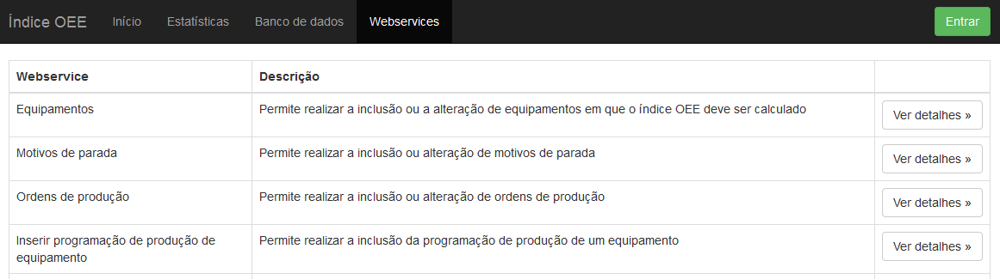 Índice OEE Início Estatísticas Banco de dados Webservices Entrar
Webservice Descrição
Equipamentos Permite realizar a inclusão ou a alteração de equipamentos em que o índice OEE deve ser calculado Ver detalhes »
Motivos de parada Permite realizar a inclusão ou alteração de motivos de parada Ver detalhes »
Ordens de produção Permite realizar a inclusão ou alteração de ordens de produção Ver detalhes »
Inserir programação de produção de Permite realizar a inclusão da programação de produção de um equipamento Ver detalhes »
equipamento